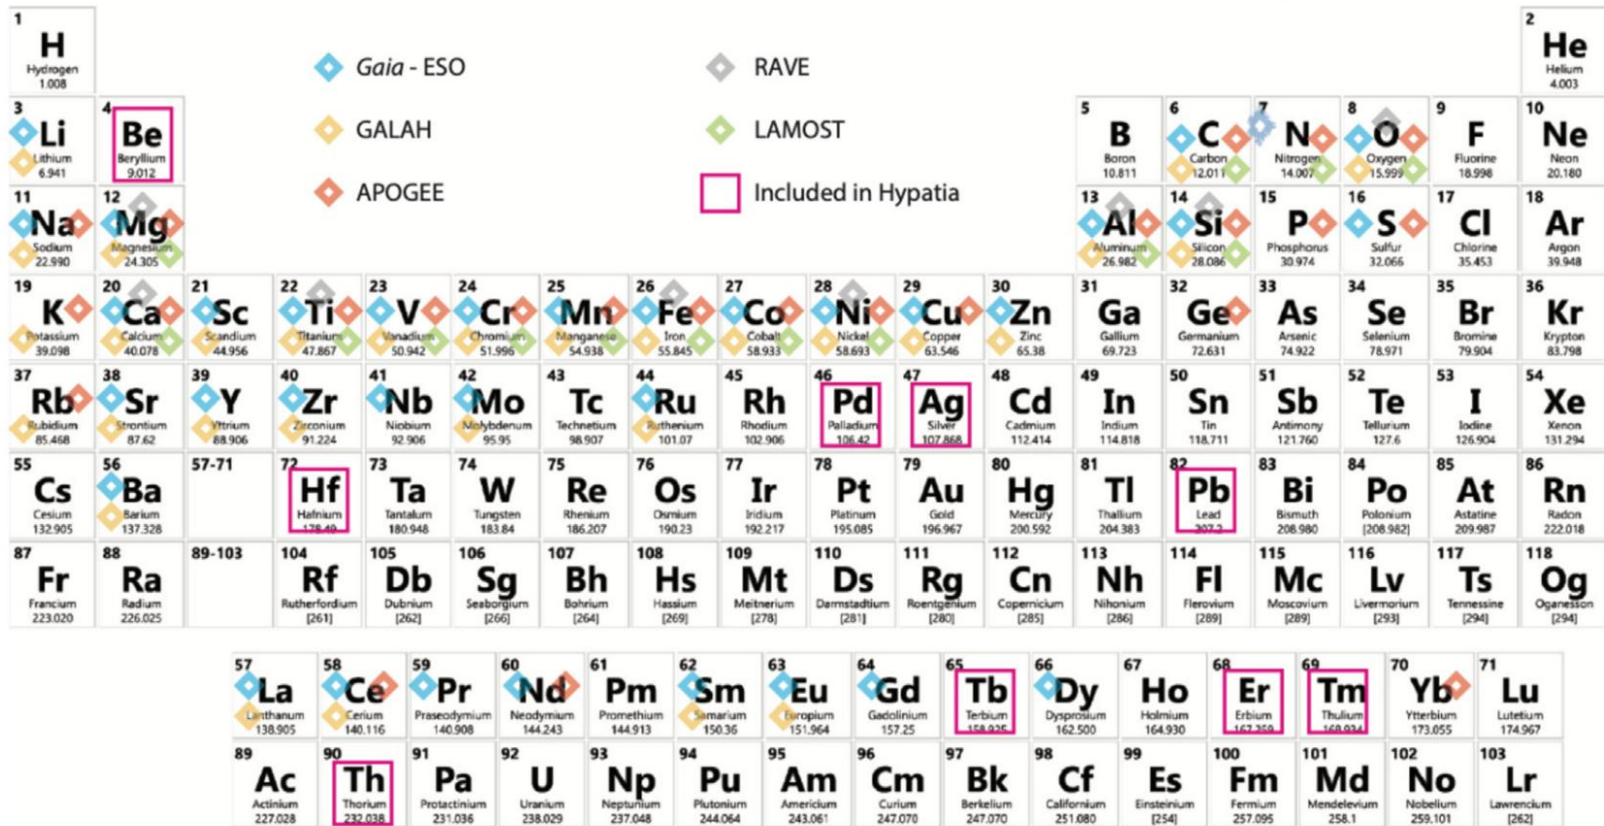 1 2
H He
Hydrogen Helium
1.008 4.003
Gaia - ESO RAVE
GALAH LAMOST
APOGEE Included in Hypatia
3 4 5 6 7 8 9 10
Li Be B C N O F Ne
Lithium Beryllium Boron Carbon Nitrogen Oxygen Fluorine Neon
6.941 9.012 10.811 12.011 14.007 15.999 18.998 20.180
11 12 13 14 15 16 17 18
Na Mg Al Si P S Cl Ar
Sodium Magnesium Aluminum Silicon Phosphorus Sulfur Chlorine Argon
22.990 24.305 26.982 28.086 30.974 32.066 35.453 39.948
19 20 21 22 23 24 25 26 27 28 29 30 31 32 33 34 35 36
K Ca Sc Ti V Cr Mn Fe Co Ni Cu Zn Ga Ge As Se Br Kr
Potassium Calcium Scandium Titanium Vanadium Chromium Manganese Iron Cobalt Nickel Copper Zinc Gallium Germanium Arsenic Selenium Bromine Krypton
39.098 40.078 44.956 47.867 50.942 51.996 54.938 55.845 58.933 58.693 63.546 65.38 69.723 72.631 74.922 78.971 79.904 83.798
37 38 39 40 41 42 43 44 45 46 47 48 49 50 51 52 53 54
Rb Sr Y Zr Nb Mo Tc Ru Rh Pd Ag Cd In Sn Sb Te I Xe
Rubidium Strontium Yttrium Zirconium Niobium Molybdenum Technetium Ruthenium Rhodium Palladium Silver Cadmium Indium Tin Antimony Tellurium Iodine Xenon
85.468 87.62 88.906 91.224 92.906 95.95 98.907 101.07 102.906 106.42 107.868 112.414 114.818 118.711 121.760 127.6 126.904 131.294
55 56 57-71 72 73 74 75 76 77 78 79 80 81 82 83 84 85 86
Cs Ba Hf Ta W Re Os Ir Pt Au Hg Tl Pb Bi Po At Rn
Cesium Barium Hafnium Tantalum Tungsten Rhenium Osmium Iridium Platinum Gold Mercury Thallium Lead Bismuth Polonium Astatine Radon
132.905 137.328 178.49 180.948 183.84 186.207 190.23 192.217 195.085 196.967 200.592 204.383 207.2 208.980 [208.982] 209.987 222.018
87 88 89-103 104 105 106 107 108 109 110 111 112 113 114 115 116 117 118
Fr Ra Rf Db Sg Bh Hs Mt Ds Rg Cn Nh Fl Mc Lv Ts Og
Francium Radium Rutherfordium Dubnium Seaborgium Bohrium Hassium Meitnerium Darmstadtium Roentgenium Copernicium Nihonium Flerovium Moscovium Livermorium Tennessine Oganesson
223.020 226.025 [261] [262] [266] [264] [269] [278] [281] [280] [285] [286] [289] [289] [293] [294] [294]
57 58 59 60 61 62 63 64 65 66 67 68 69 70 71
La Ce Pr Nd Pm Sm Eu Gd Tb Dy Ho Er Tm Yb Lu
Lanthanum Cerium Praseodymium Neodymium Promethium Samarium Europium Gadolinium Terbium Dysprosium Holmium Erbium Thulium Ytterbium Lutetium
138.905 140.116 140.908 144.243 144.913 150.36 151.964 157.25 158.925 162.500 164.930 167.259 168.934 173.055 174.967
89 90 91 92 93 94 95 96 97 98 99 100 101 102 103
Ac Th Pa U Np Pu Am Cm Bk Cf Es Fm Md No Lr
Actinium Thorium Protactinium Uranium Neptunium Plutonium Americium Curium Berkelium Californium Einsteinium Fermium Mendelevium Nobelium Lawrencium
227.028 232.038 231.036 238.029 237.048 244.064 243.061 247.070 247.070 251.080 [254] 257.095 258.1 259.101 [262]